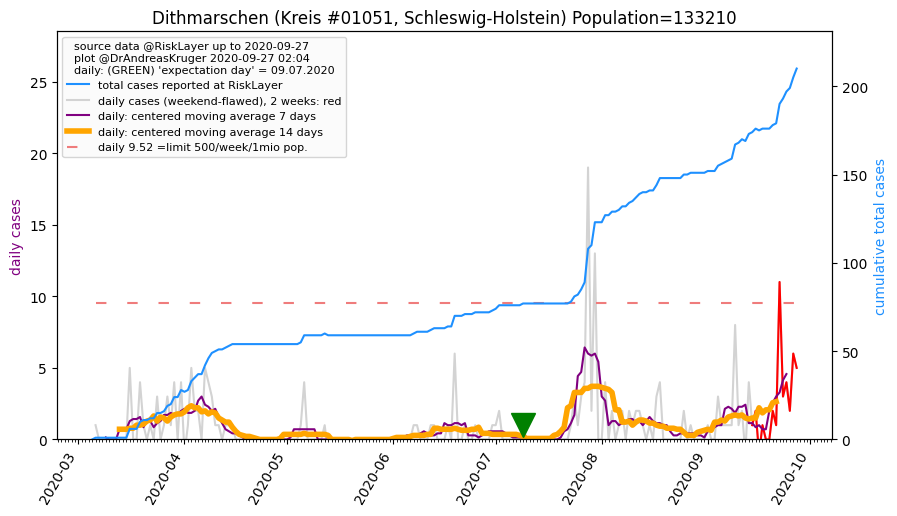 Dithmarschen (Kreis #01051, Schleswig-Holstein) Population=133210
source data @RiskLayer up to 2020-09-27
plot @DrAndreasKruger 2020-09-27 02:04
daily: (GREEN) 'expectation day' = 09.07.2020
total cases reported at RiskLayer
daily cases (weekend-flawed), 2 weeks: red
daily: centered moving average 7 days
daily: centered moving average 14 days
daily 9.52 =limit 500/week/1mio pop.
daily cases
25
20
15
10
5
0
cumulative total cases
200
150
100
50
0
2020-03
2020-04
2020-05
2020-06
2020-07
2020-08
2020-09
2020-10